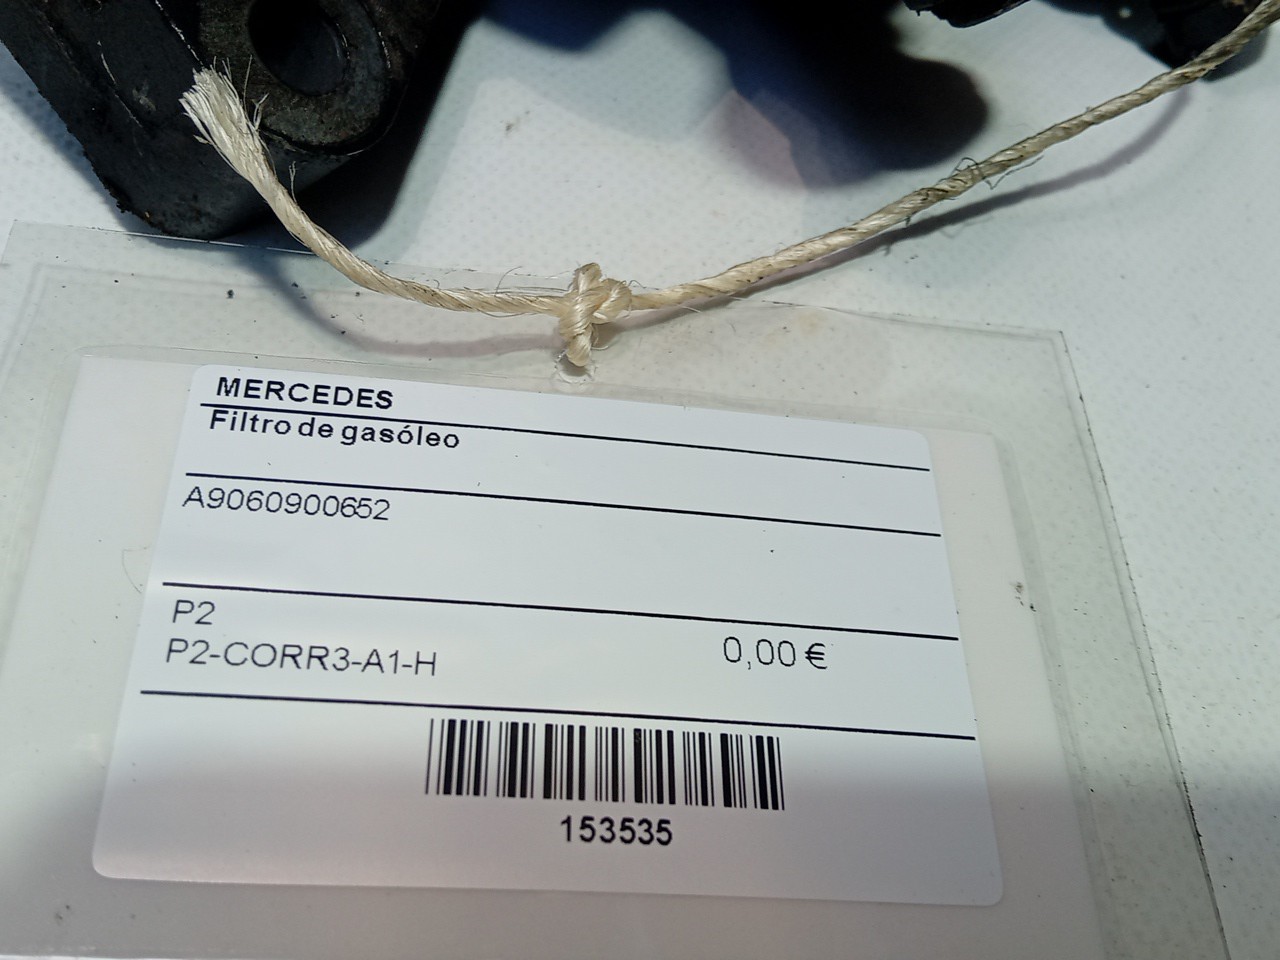 MERCEDES
Filtro de gasóleo
A9060900652
P2
P2-CORR3-A1-H
0,00 €
153535